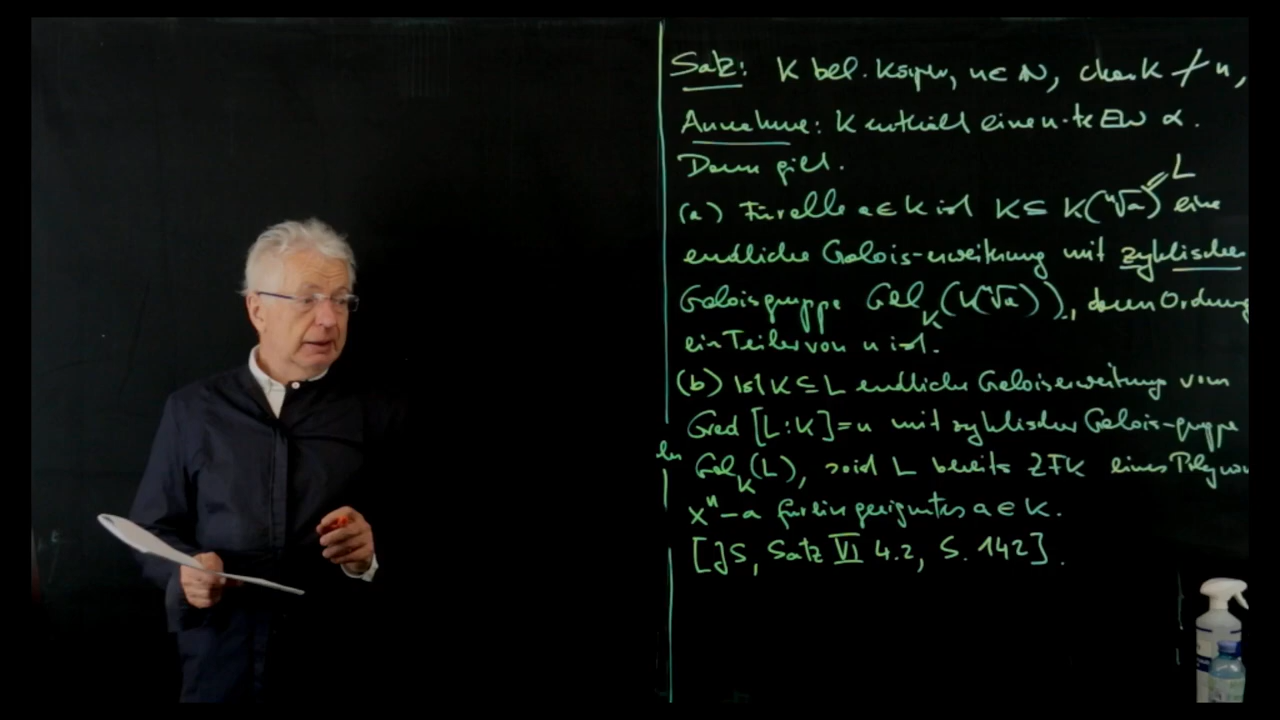 Satz: K bel. Körper, n ∈ ℕ, char K ∤ n,
Annahme: K enthält eine n-te EW α.
Dann gilt.
(a) Für alle a ∈ K ist K ⊆ K(ⁿ√a) = L eine
endliche Galois-erweiterung mit zyklischer
Galoisgruppe Gal_K(K(ⁿ√a)), deren Ordnung
ein Teiler von n ist.
(b) Ist K ⊆ L endliche Galoiserweiterung vom
Grad [L:K] = n mit zyklischer Galois-gruppe
Gal_K(L), so ist L bereits ZFK eines Polynoms
xⁿ - a für ein geeignetes a ∈ K.
[JS, Satz VI 4.2, S. 142].